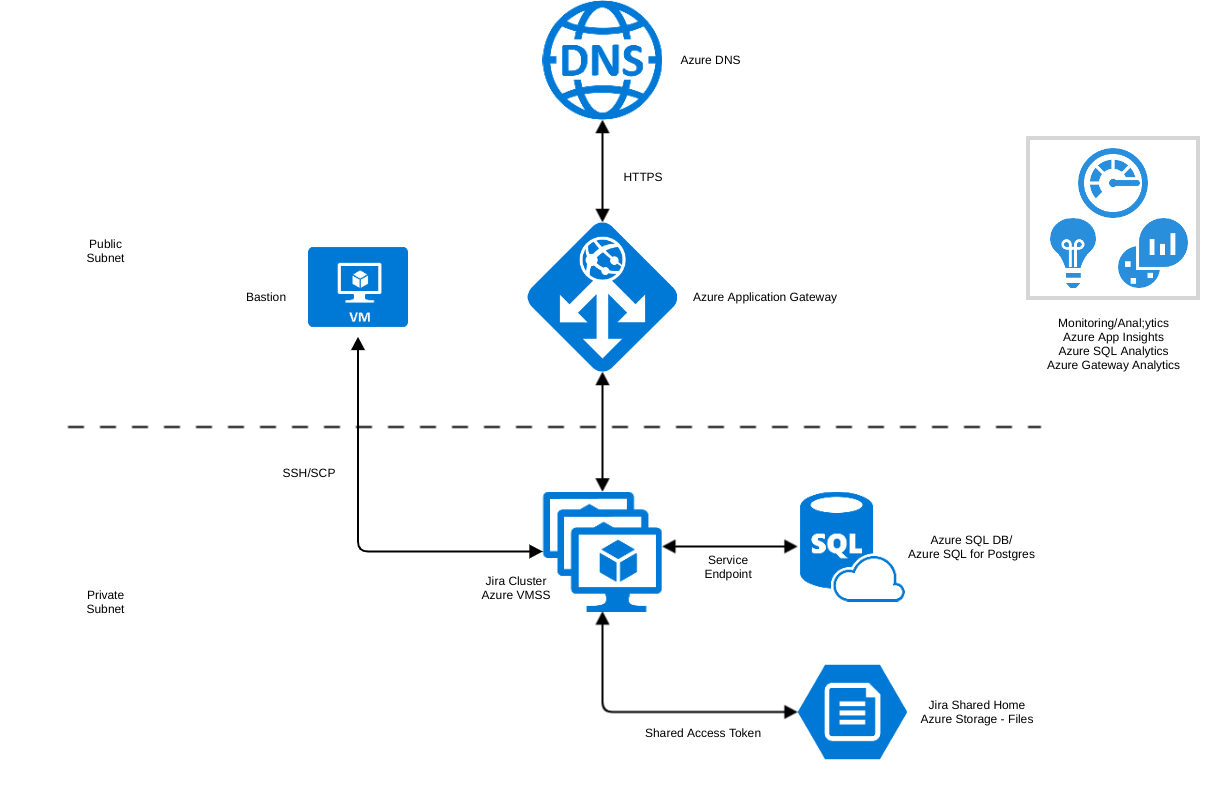 DNS
Azure DNS
HTTPS
Public
Subnet
Bastion
VM
Azure Application Gateway
Monitoring/Anal;ytics
Azure App Insights
Azure SQL Analytics
Azure Gateway Analytics
SSH/SCP
Jira Cluster
Azure VMSS
Service
Endpoint
SQL
Azure SQL DB/
Azure SQL for Postgres
Private
Subnet
Shared Access Token
Jira Shared Home
Azure Storage - Files